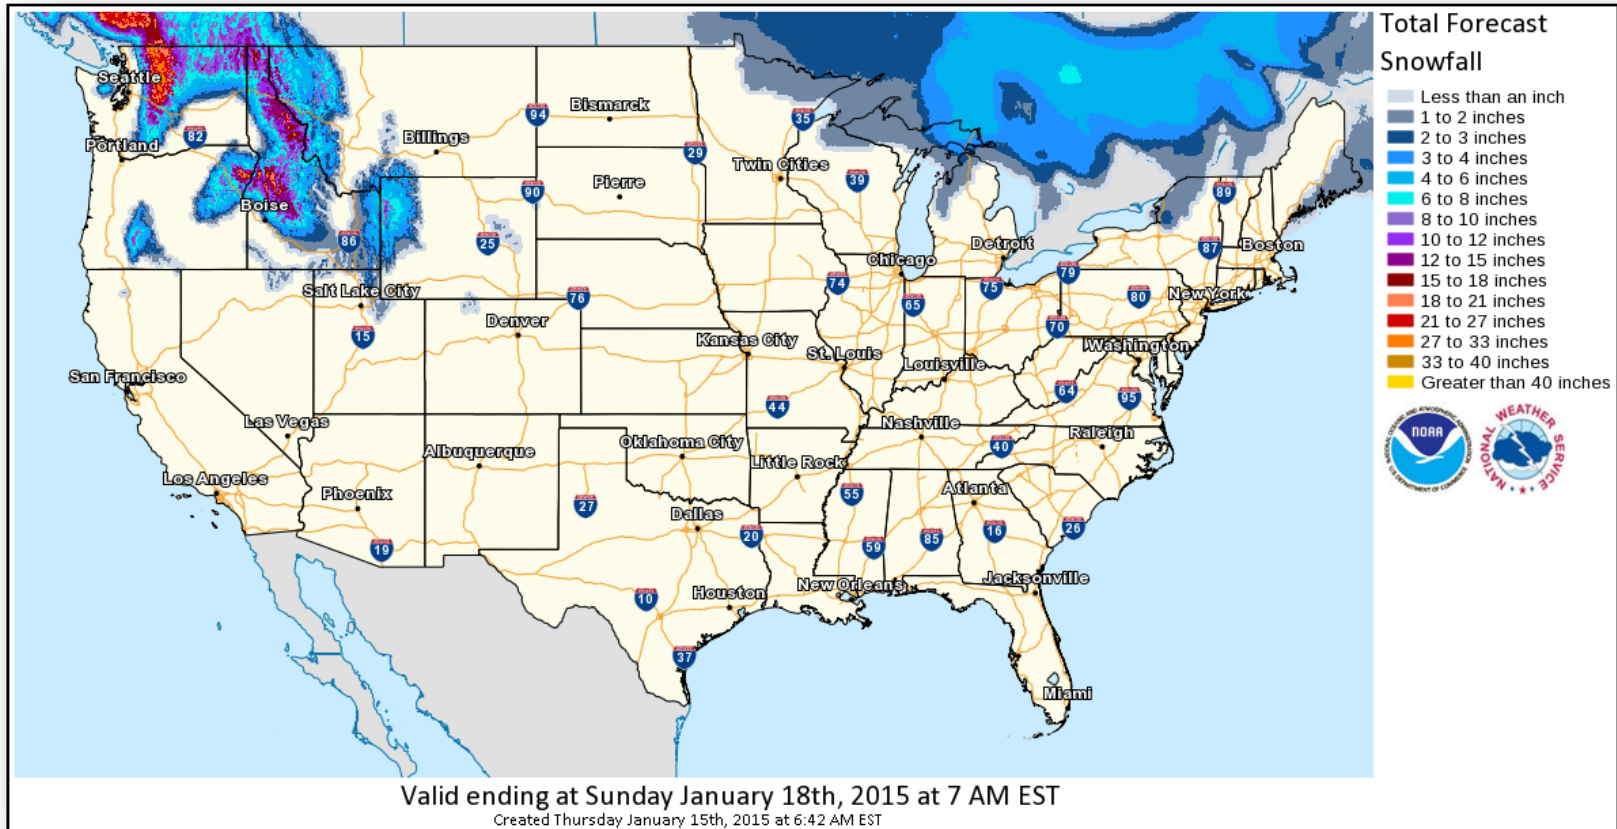 Total Forecast
Snowfall
Less than an inch
1 to 2 inches
2 to 3 inches
3 to 4 inches
4 to 6 inches
6 to 8 inches
8 to 10 inches
10 to 12 inches
12 to 15 inches
15 to 18 inches
18 to 21 inches
21 to 27 inches
27 to 33 inches
33 to 40 inches
Greater than 40 inches
NOAA
NATIONAL OCEANIC AND ATMOSPHERIC ADMINISTRATION
U.S. DEPARTMENT OF COMMERCE
NATIONAL WEATHER SERVICE
Seattle
Bismarck
94
35
82
Billings
Portland
29
Twin Cities
39
Pierre
90
89
Boise
86
25
Detroit
87
Boston
Chicago
79
74
75
Salt Lake City
76
65
80
New York
Denver
15
70
Kansas City
St. Louis
Washington
Louisville
San Francisco
64
95
44
Las Vegas
Nashville
Raleigh
Oklahoma City
40
Albuquerque
Little Rock
Los Angeles
Phoenix
Atlanta
55
27
Dallas
20
16
26
19
59
85
Jacksonville
New Orleans
10
Houston
37
Miami
Valid ending at Sunday January 18th, 2015 at 7 AM EST
Created Thursday January 15th, 2015 at 6:42 AM EST